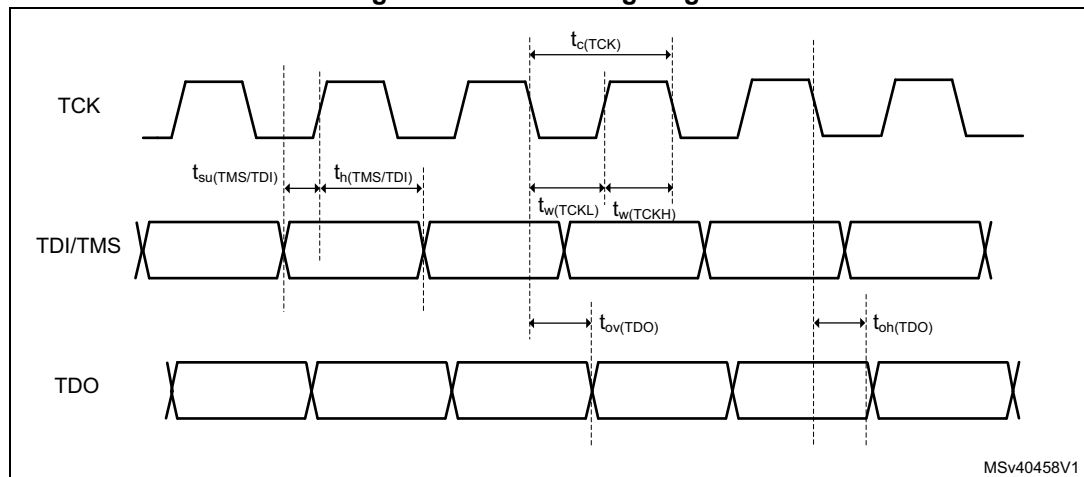 tc(TCK)
TCK
tsu(TMS/TDI)
th(TMS/TDI)
tw(TCKL)
tw(TCKH)
TDI/TMS
tov(TDO)
toh(TDO)
TDO
MSv40458V1